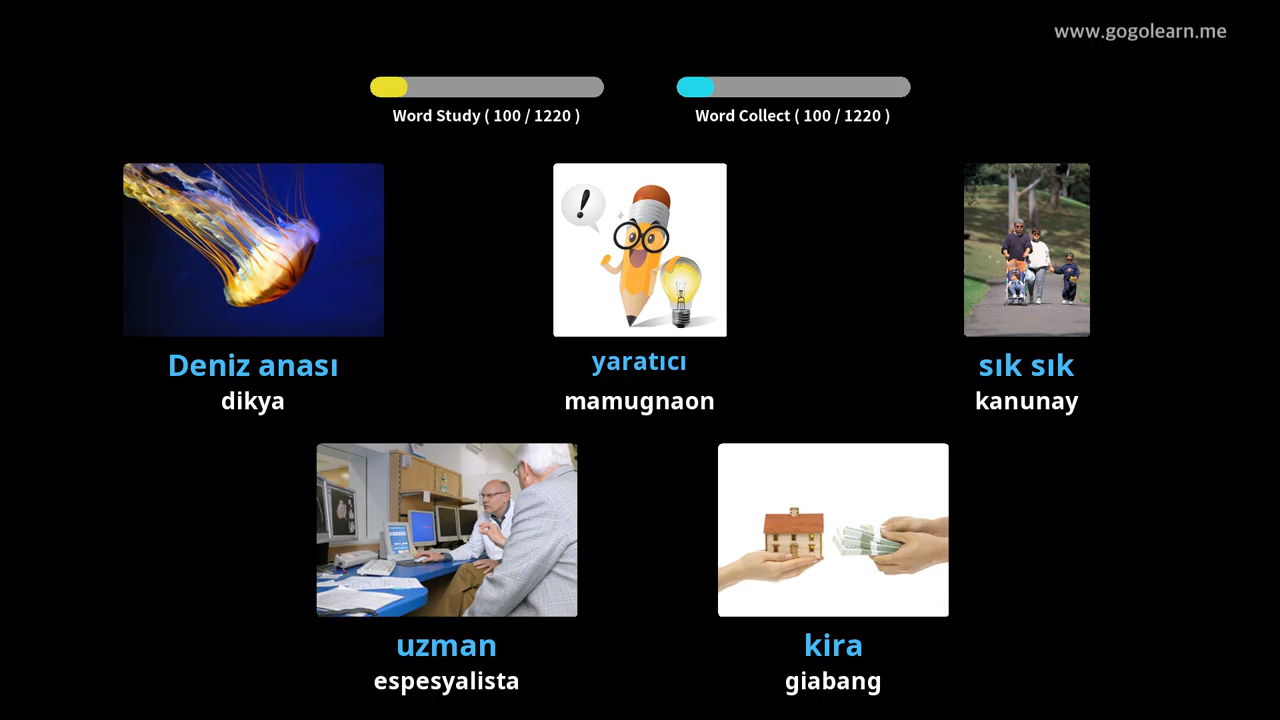 www.gogolearn.me
Word Study ( 100 / 1220 )
Word Collect ( 100 / 1220 )
Deniz anası
dikya
yaratıcı
mamugnaon
sık sık
kanunay
uzman
espesyalista
kira
giabang